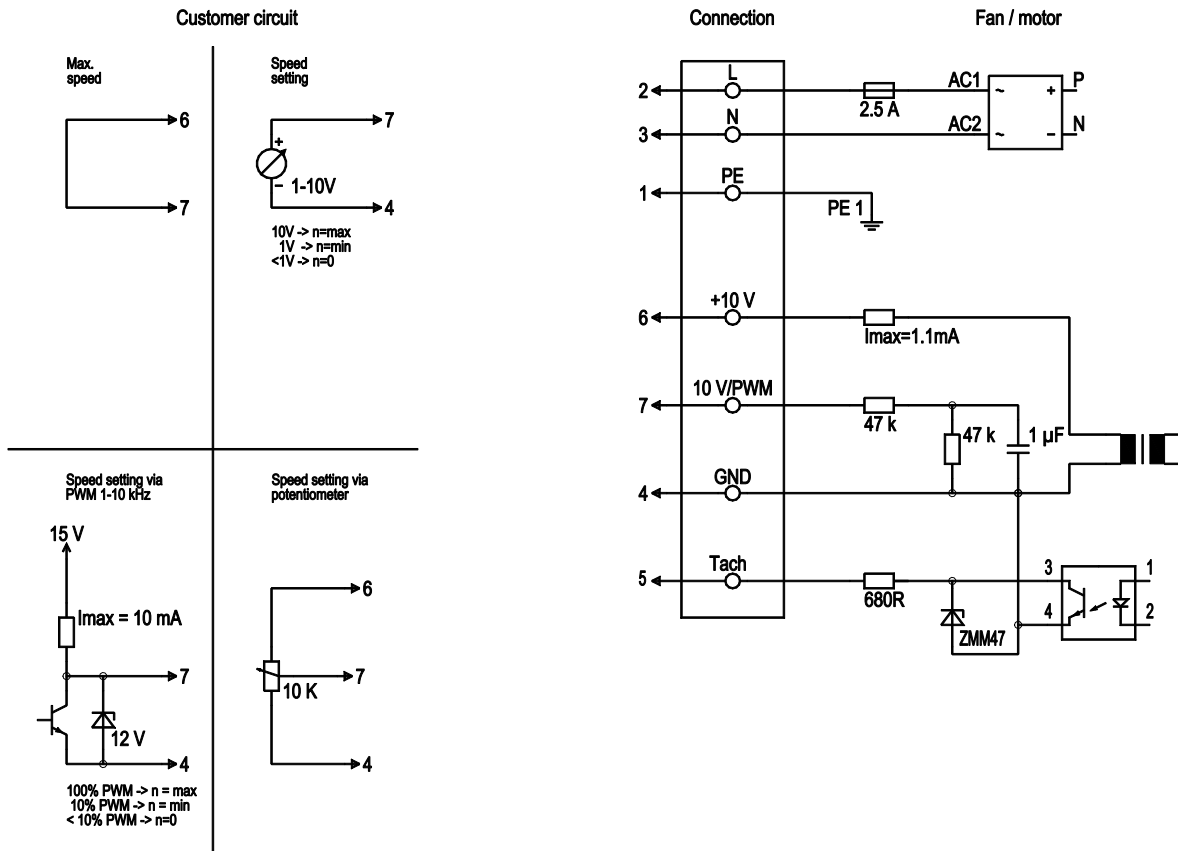 Customer circuit
Connection
Fan / motor
Max.
speed
6
7
Speed
setting
7
+
− 1-10V
4
10V -> n=max
1V -> n=min
<1V -> n=0
Speed setting via
PWM 1-10 kHz
15 V
Imax = 10 mA
7
12 V
4
100% PWM -> n = max
10% PWM -> n = min
< 10% PWM -> n=0
Speed setting via
potentiometer
6
7
10 K
4
2 L 2.5 A AC1 ~ + P
3 N AC2 ~ − N
1 PE PE 1
6 +10 V Imax=1.1mA
7 10 V/PWM 47 k 47 k 1 µF
4 GND
5 Tach 680R 3 1
ZMM47 4 2